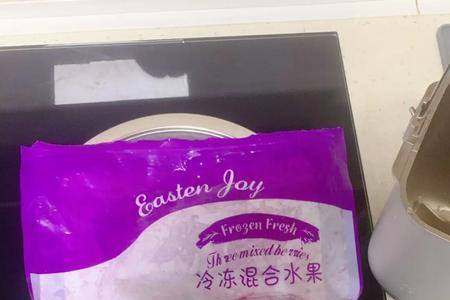 Easten Joy
Frozen Fresh
Three mixed berries
冷冻混合水果